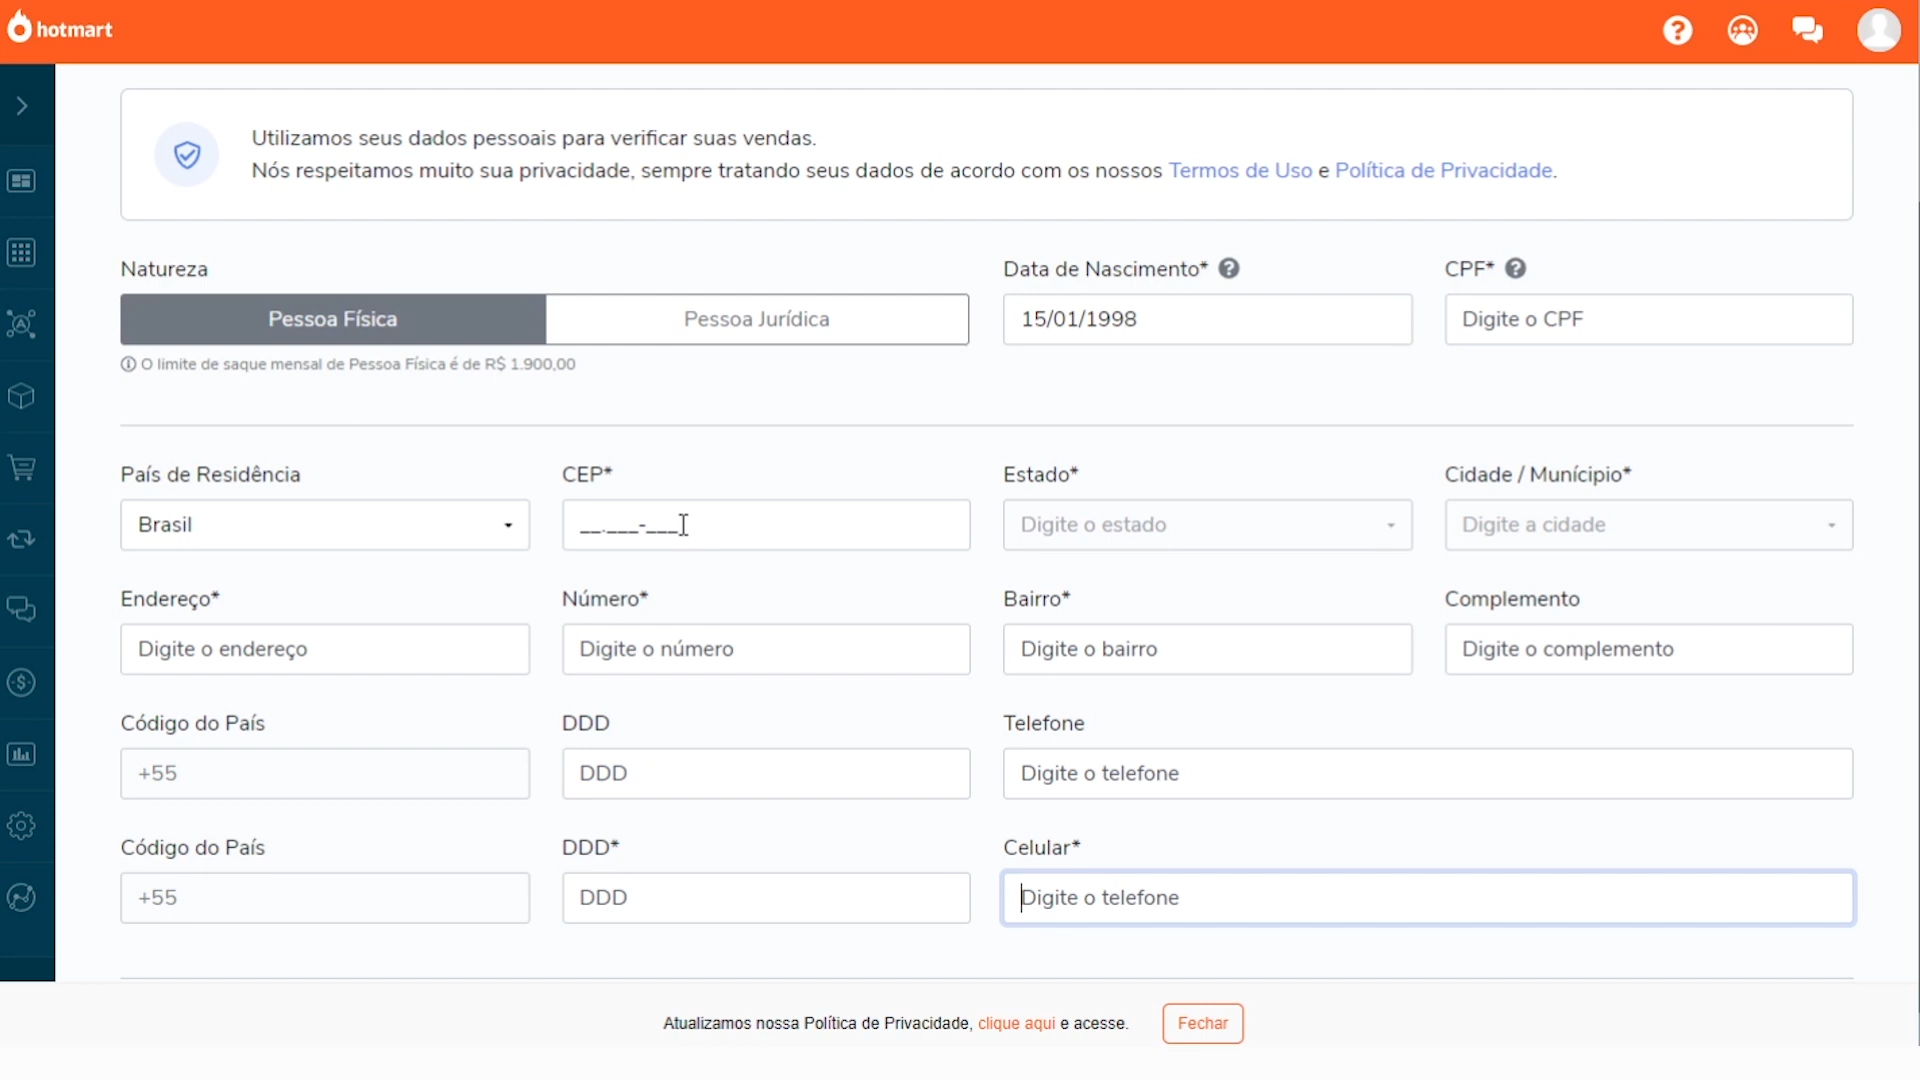 hotmart
Utilizamos seus dados pessoais para verificar suas vendas.
Nós respeitamos muito sua privacidade, sempre tratando seus dados de acordo com os nossos Termos de Uso e Política de Privacidade.
Natureza
Data de Nascimento*
CPF*
Pessoa Física
Pessoa Jurídica
15/01/1998
Digite o CPF
O limite de saque mensal de Pessoa Física é de R$ 1.900,00
País de Residência
CEP*
Estado*
Cidade / Munícipio*
Brasil
__.___-___
Digite o estado
Digite a cidade
Endereço*
Número*
Bairro*
Complemento
Digite o endereço
Digite o número
Digite o bairro
Digite o complemento
Código do País
DDD
Telefone
+55
DDD
Digite o telefone
Código do País
DDD*
Celular*
+55
DDD
Digite o telefone
Atualizamos nossa Política de Privacidade, clique aqui e acesse.
Fechar